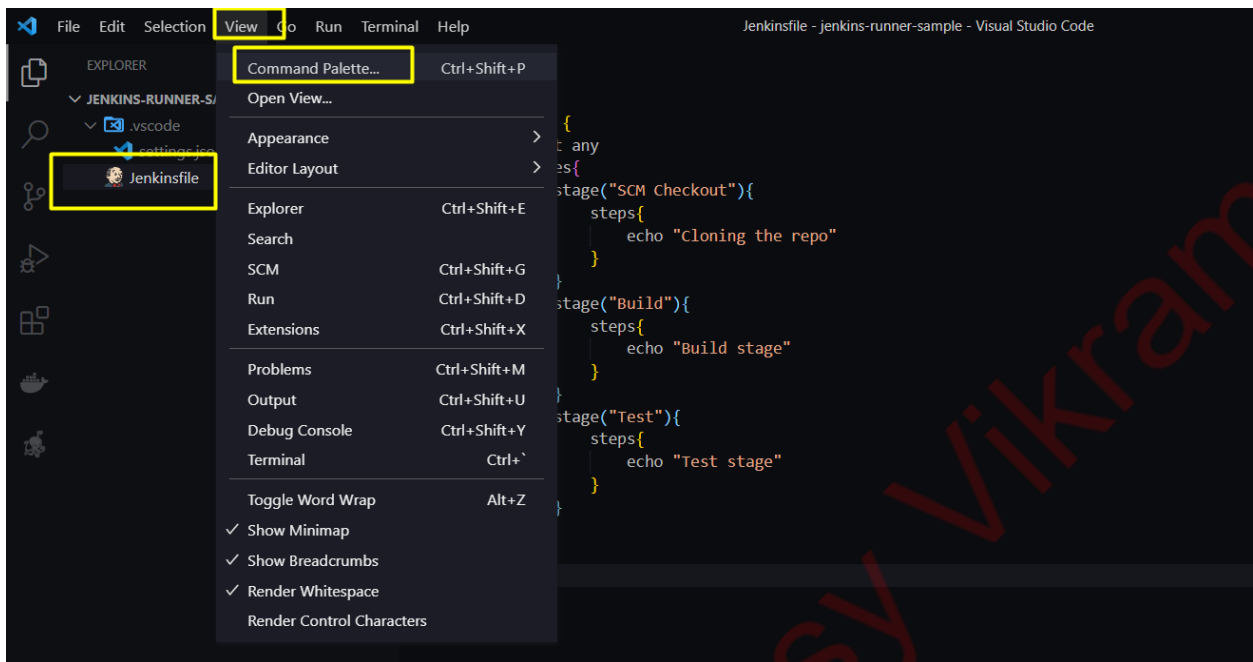 File Edit Selection View Go Run Terminal Help Jenkinsfile - jenkins-runner-sample - Visual Studio Code
EXPLORER
JENKINS-RUNNER-SA
.vscode
settings.jso
Jenkinsfile
Command Palette... Ctrl+Shift+P
Open View...
Appearance
Editor Layout
Explorer Ctrl+Shift+E
Search
SCM Ctrl+Shift+G
Run Ctrl+Shift+D
Extensions Ctrl+Shift+X
Problems Ctrl+Shift+M
Output Ctrl+Shift+U
Debug Console Ctrl+Shift+Y
Terminal Ctrl+`
Toggle Word Wrap Alt+Z
Show Minimap
Show Breadcrumbs
Render Whitespace
Render Control Characters
{
t any
es{
stage("SCM Checkout"){
steps{
echo "Cloning the repo"
}
}
stage("Build"){
steps{
echo "Build stage"
}
}
stage("Test"){
steps{
echo "Test stage"
}
}
sy Vikram